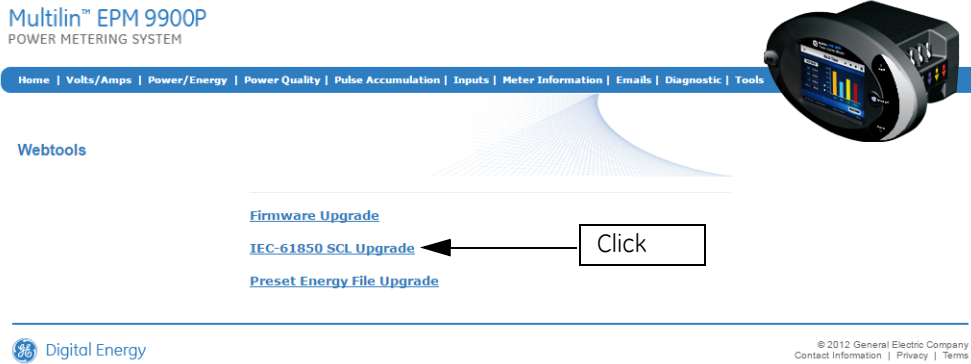 Multilin™ EPM 9900P
POWER METERING SYSTEM
Home | Volts/Amps | Power/Energy | Power Quality | Pulse Accumulation | Inputs | Meter Information | Emails | Diagnostic | Tools
Webtools
Firmware Upgrade
IEC-61850 SCL Upgrade
Click
Preset Energy File Upgrade
Digital Energy
© 2012 General Electric Company
Contact Information | Privacy | Terms